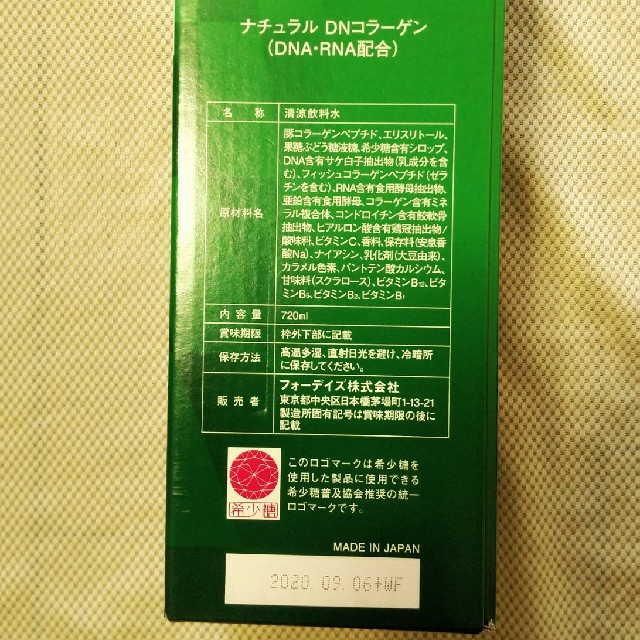 ナチュラル DNコラーゲン
(DNA・RNA配合)
名 称 清涼飲料水
原材料名
豚コラーゲンペプチド、エリスリトール、
果糖ぶどう糖液糖、希少糖含有シロップ、
DNA含有サケ白子抽出物(乳成分を含
む)、フィッシュコラーゲンペプチド(ゼラ
チンを含む)、RNA含有食用酵母抽出物、
亜鉛含有食用酵母、コラーゲン含有ミネ
ラル複合体、コンドロイチン含有鮫軟骨
抽出物、ヒアルロン酸含有鶏冠抽出物/
酸味料、ビタミンC、香料、保存料(安息香
酸Na)、ナイアシン、乳化剤(大豆由来)、
カラメル色素、パントテン酸カルシウム、
甘味料(スクラロース)、ビタミンB₁₂、ビタ
ミンB₆、ビタミンB₂、ビタミンB₁
内 容 量 720ml
賞味期限 枠外下部に記載
保存方法 高温多湿、直射日光を避け、冷暗所
に保存してください。
販 売 者 フォーデイズ株式会社
東京都中央区日本橋茅場町1-13-21
製造所固有記号は賞味期限の後に
記載
このロゴマークは希少糖を
使用した製品に使用できる
希少糖普及協会推奨の統一
ロゴマークです。
希少糖
MADE IN JAPAN
2020.09.06+WF